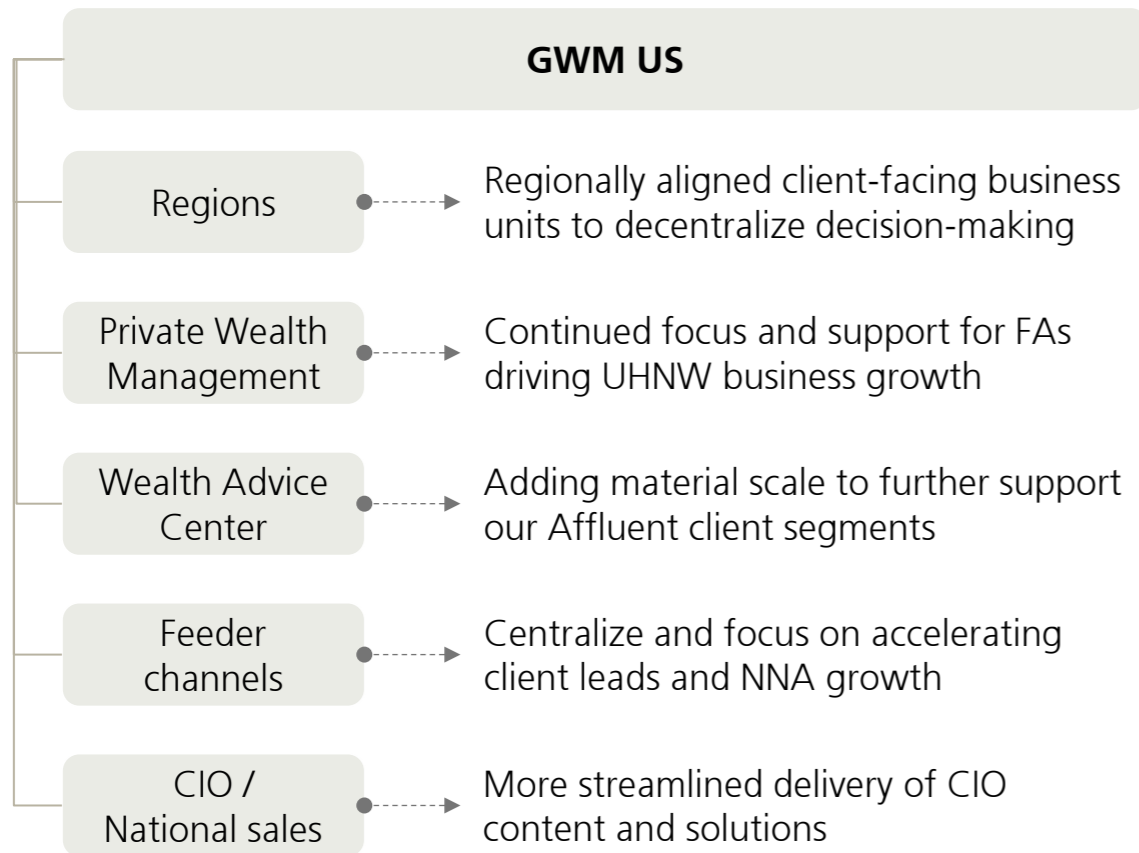 GWM US
Regions
Regionally aligned client-facing business
units to decentralize decision-making
Private Wealth
Management
Continued focus and support for FAs
driving UHNW business growth
Wealth Advice
Center
Adding material scale to further support
our Affluent client segments
Feeder
channels
Centralize and focus on accelerating
client leads and NNA growth
CIO /
National sales
More streamlined delivery of CIO
content and solutions